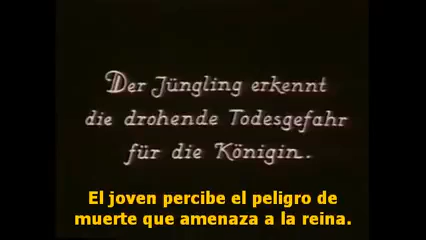 Der Jüngling erkennt
die drohende Todesgefahr
für die Königin.
El joven percibe el peligro de
muerte que amenaza a la reina.